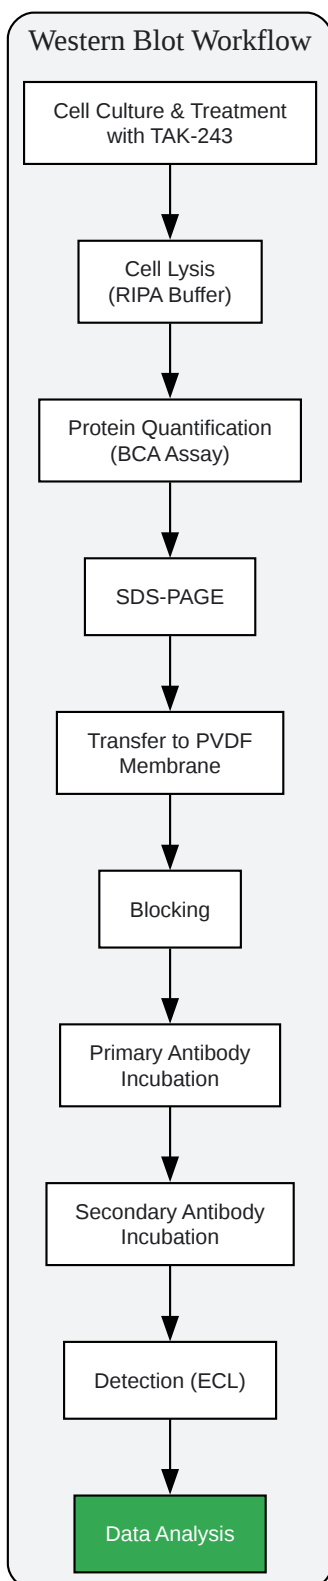 Western Blot Workflow
Cell Culture & Treatment
with TAK-243
Cell Lysis
(RIPA Buffer)
Protein Quantification
(BCA Assay)
SDS-PAGE
Transfer to PVDF
Membrane
Blocking
Primary Antibody
Incubation
Secondary Antibody
Incubation
Detection (ECL)
Data Analysis